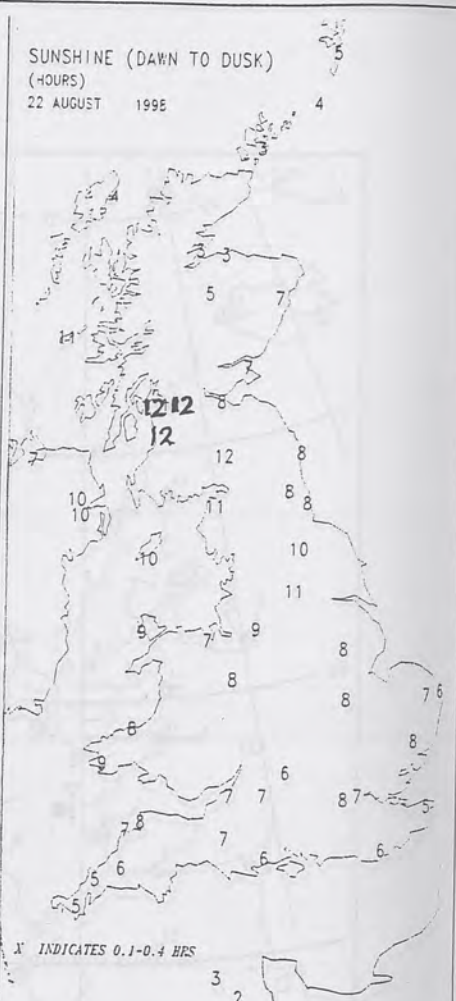 SUNSHINE (DAWN TO DUSK)
(HOURS)
22 AUGUST 1998
5
4
4
3 3
5 7
11
12 12 8
12
7 12 8
10 11 8 8
10
10 10
11
9 7 9 8
8 8 7 6
8 8
9 6
7 7 8 7 5
7 8 7
6 6
5 6
5
X INDICATES 0.1-0.4 HRS
3
2